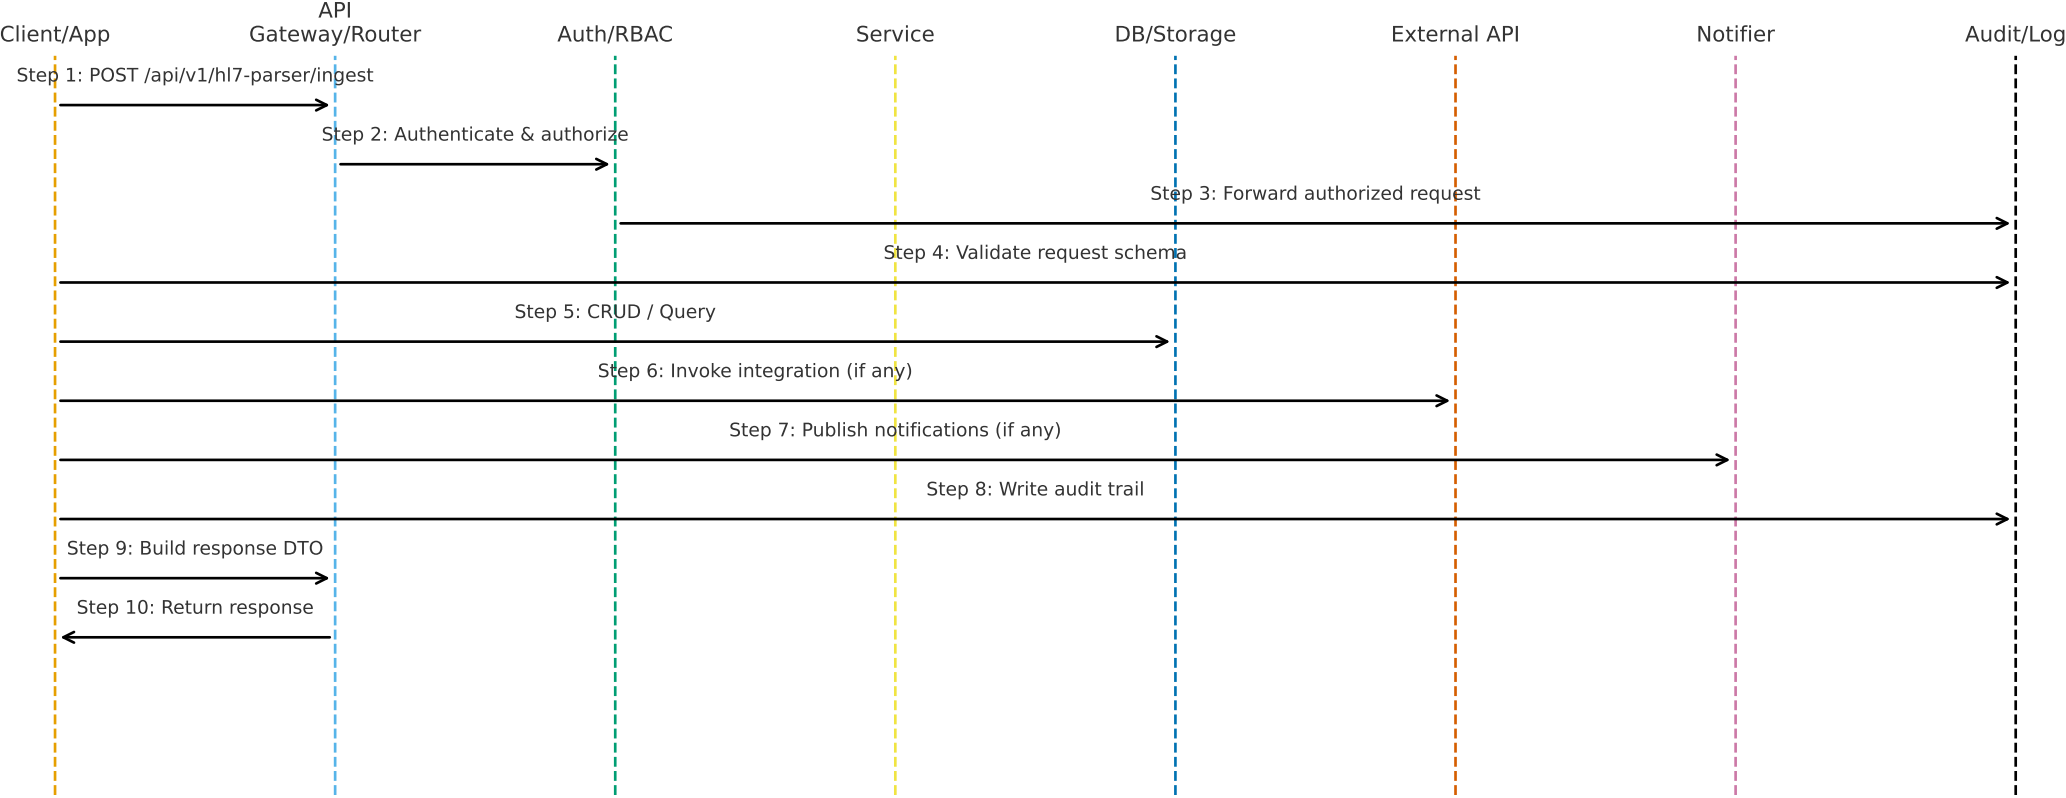 API
Client/App
Gateway/Router
Auth/RBAC
Service
DB/Storage
External API
Notifier
Audit/Log
Step 1: POST /api/v1/hl7-parser/ingest
Step 2: Authenticate & authorize
Step 3: Forward authorized request
Step 4: Validate request schema
Step 5: CRUD / Query
Step 6: Invoke integration (if any)
Step 7: Publish notifications (if any)
Step 8: Write audit trail
Step 9: Build response DTO
Step 10: Return response